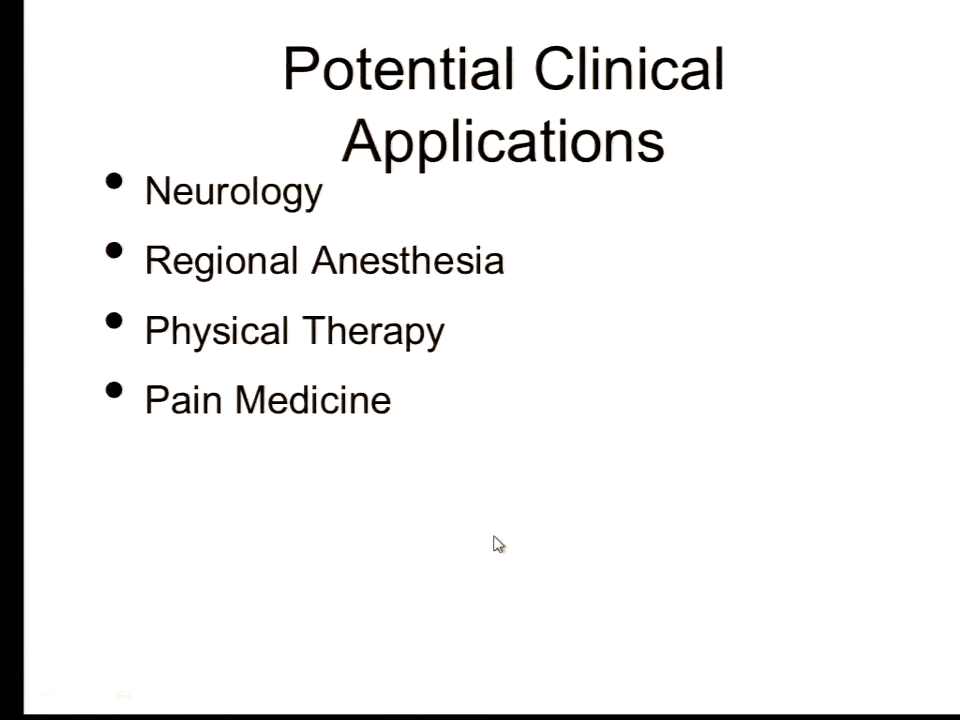 Potential Clinical
Applications
• Neurology
• Regional Anesthesia
• Physical Therapy
• Pain Medicine